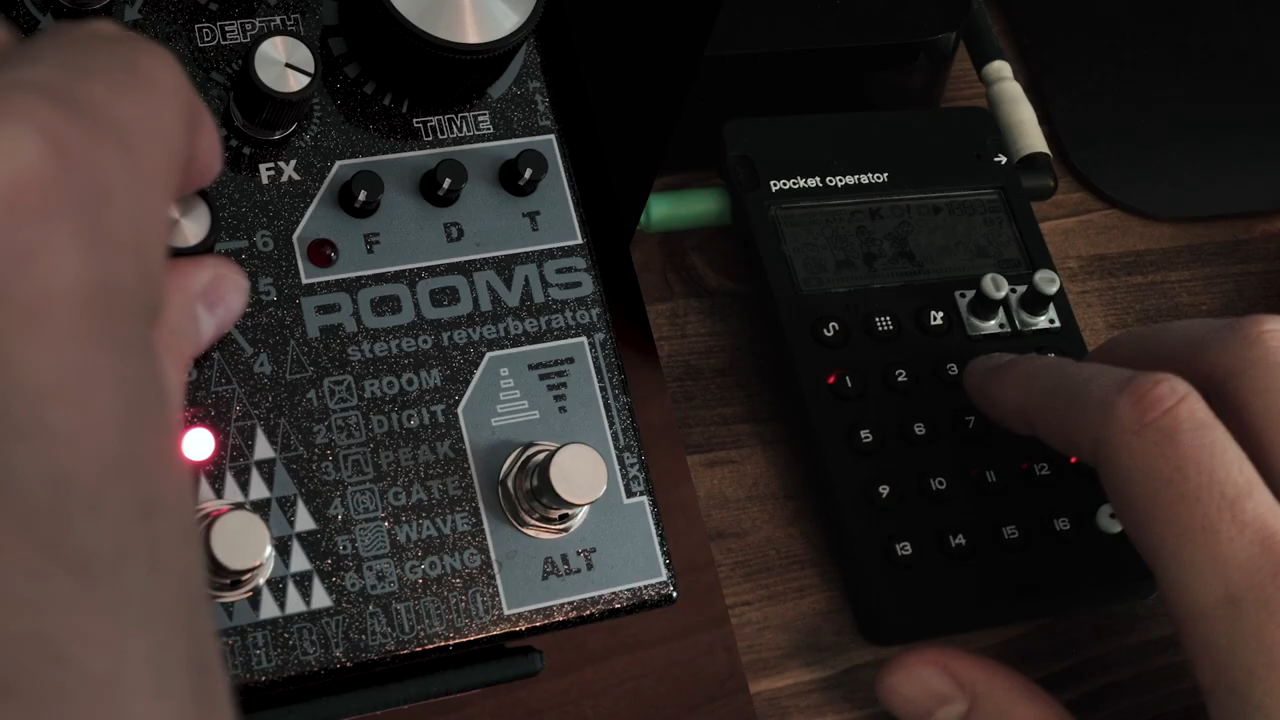 DEPTH
TIME
FX
F D T
6
5
4
ROOMS
stereo reverberator
1 ROOM
2 DIGIT
3 PEAK
4 GATE
5 WAVE
6 GONG
EXP
ALT
BY AUDIO
pocket operator
1 2 3
5 6 7
9 10 11 12
13 14 15 16